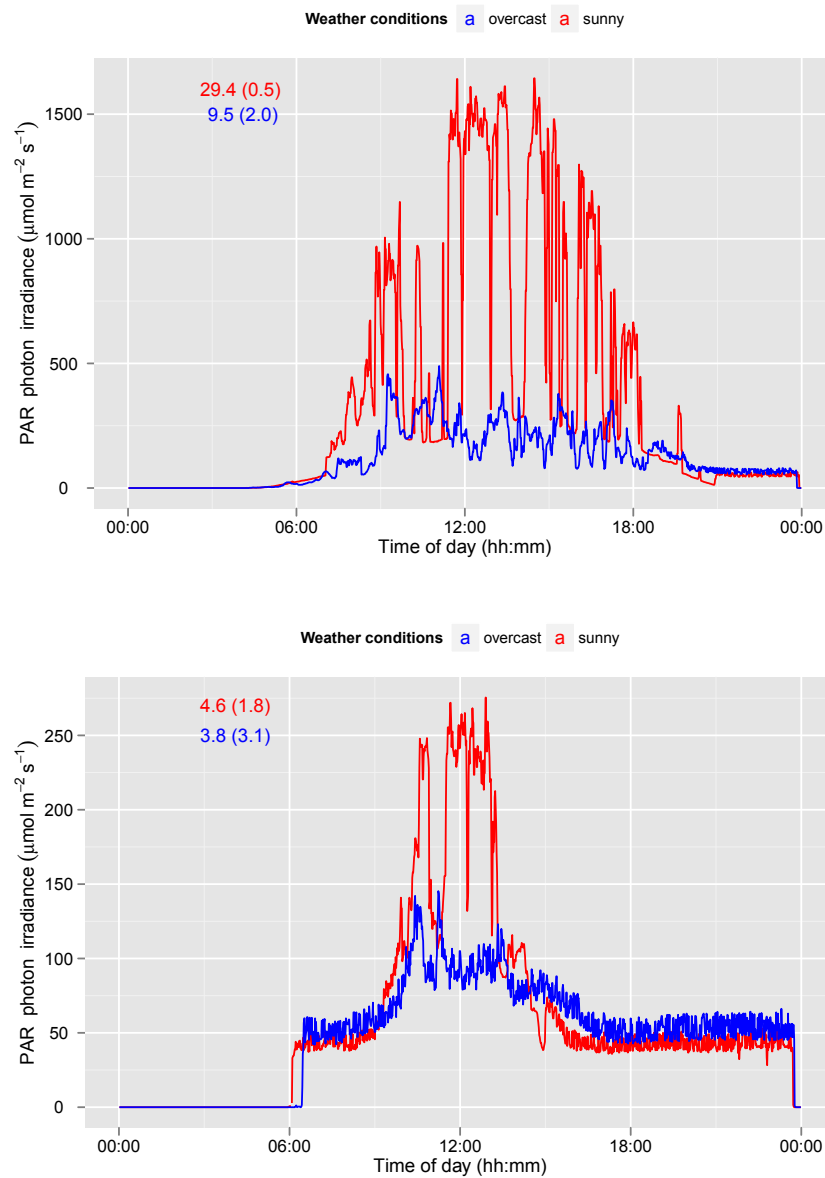 Weather conditions a overcast a sunny
29.4 (0.5)
9.5 (2.0)
1500
1000
500
0
PAR photon irradiance (μmol m−2 s−1)
00:00 06:00 12:00 18:00 00:00
Time of day (hh:mm)
Weather conditions a overcast a sunny
4.6 (1.8)
3.8 (3.1)
250
200
150
100
50
0
PAR photon irradiance (μmol m−2 s−1)
00:00 06:00 12:00 18:00 00:00
Time of day (hh:mm)